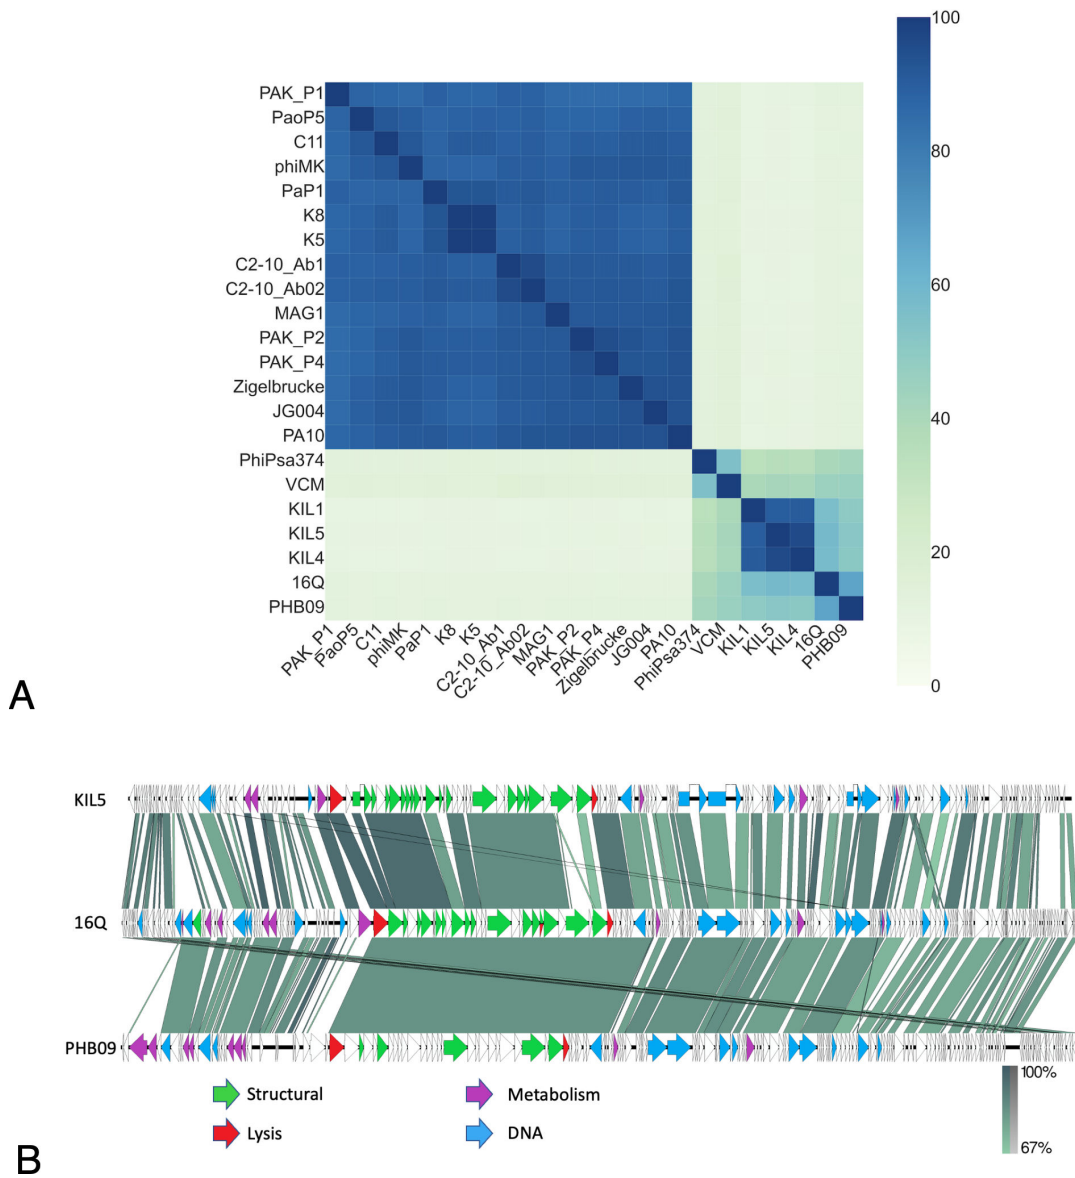 100
80
60
40
20
0
PAK_P1
PaoP5
C11
phiMK
PaP1
K8
K5
C2-10_Ab1
C2-10_Ab02
MAG1
PAK_P2
PAK_P4
Zigelbrucke
JG004
PA10
PhiPsa374
VCM
KIL1
KIL5
KIL4
16Q
PHB09
PAK_P1 PaoP5 C11 phiMK PaP1 K8 K5 C2-10_Ab1 C2-10_Ab02 MAG1 PAK_P2 PAK_P4 Zigelbrucke JG004 PA10 PhiPsa374 VCM KIL1 KIL5 KIL4 16Q PHB09
A
KIL5
16Q
PHB09
Structural Metabolism
Lysis DNA
100%
67%
B